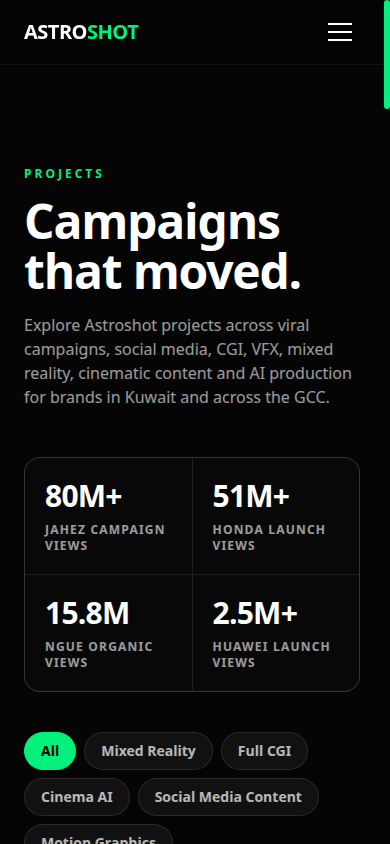 ASTROSHOT
PROJECTS
Campaigns
that moved.
Explore Astroshot projects across viral
campaigns, social media, CGI, VFX, mixed
reality, cinematic content and AI production
for brands in Kuwait and across the GCC.
80M+
JAHEZ CAMPAIGN
VIEWS
51M+
HONDA LAUNCH
VIEWS
15.8M
NGUE ORGANIC
VIEWS
2.5M+
HUAWEI LAUNCH
VIEWS
All
Mixed Reality
Full CGI
Cinema AI
Social Media Content
Motion Graphics